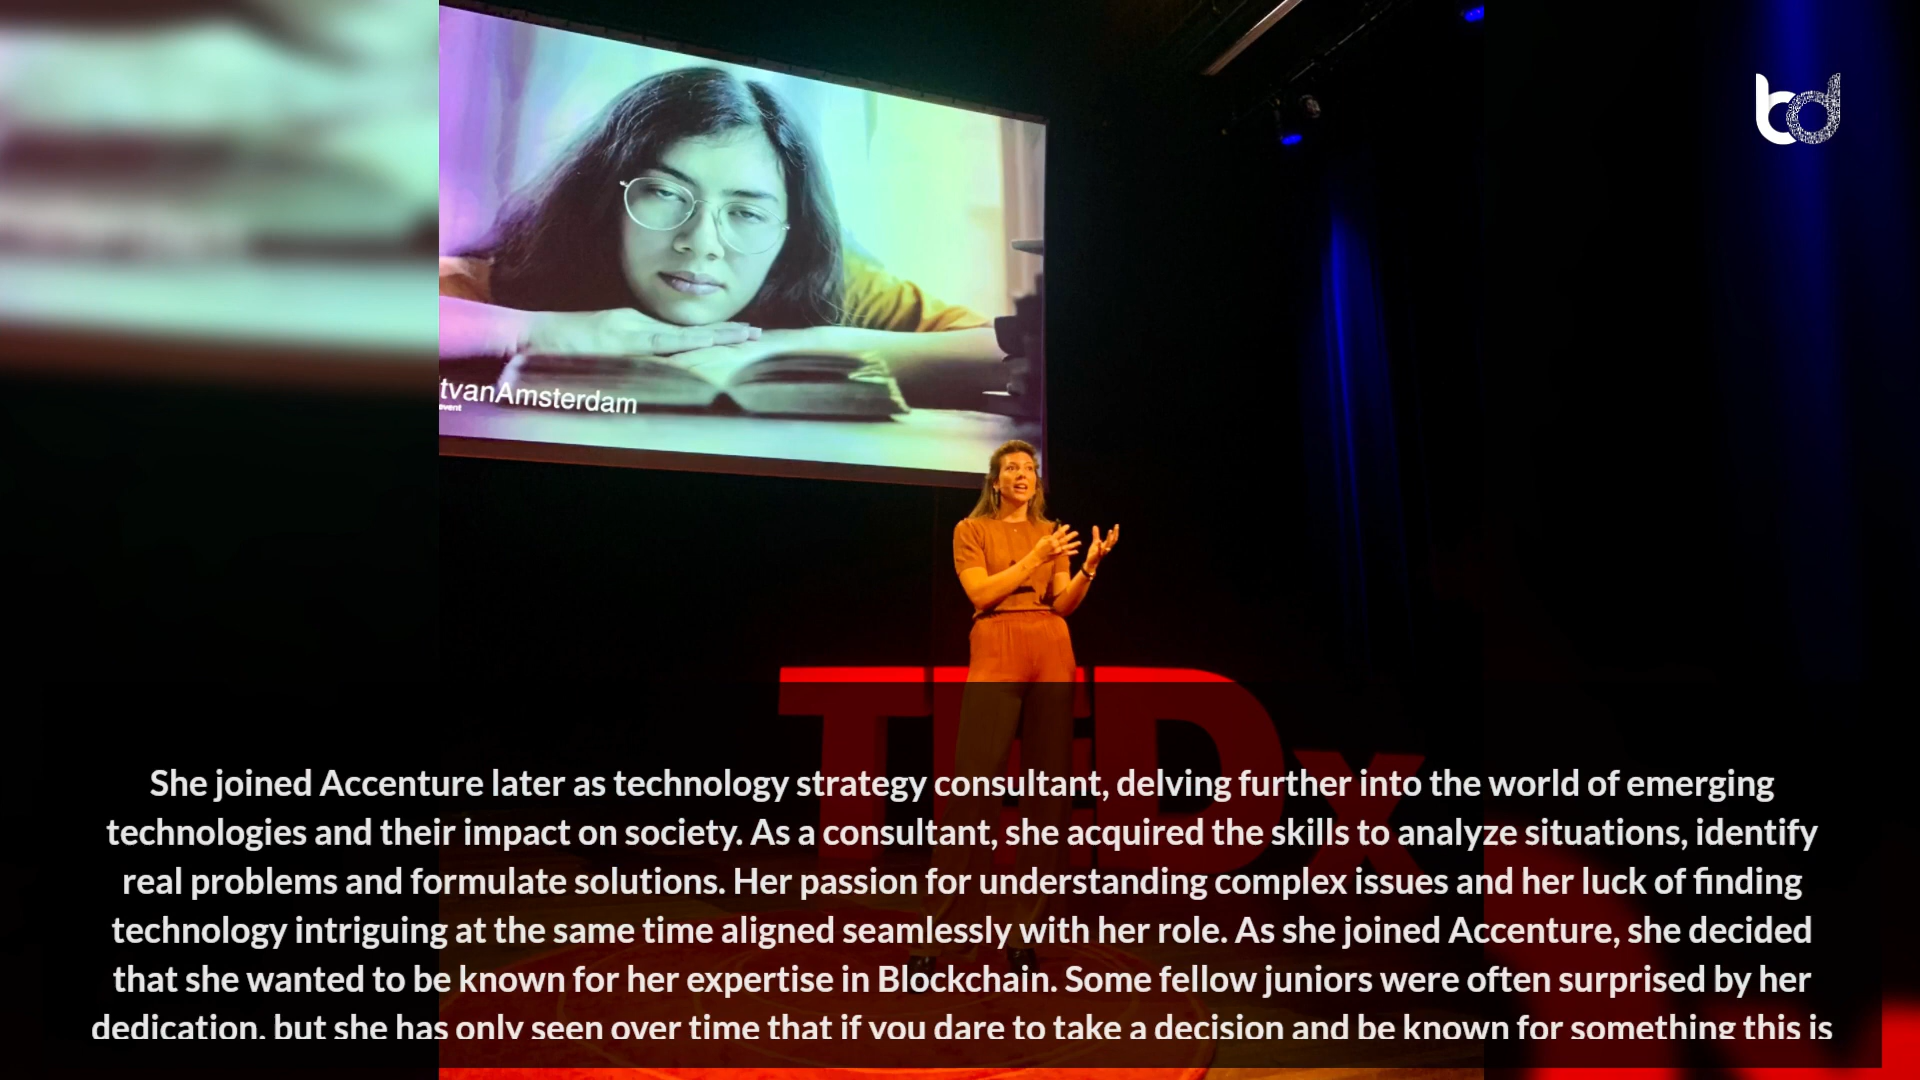 tvanAmsterdam
event
bd
TEDx
She joined Accenture later as technology strategy consultant, delving further into the world of emerging
technologies and their impact on society. As a consultant, she acquired the skills to analyze situations, identify
real problems and formulate solutions. Her passion for understanding complex issues and her luck of finding
technology intriguing at the same time aligned seamlessly with her role. As she joined Accenture, she decided
that she wanted to be known for her expertise in Blockchain. Some fellow juniors were often surprised by her
dedication, but she has only seen over time that if you dare to take a decision and be known for something this is